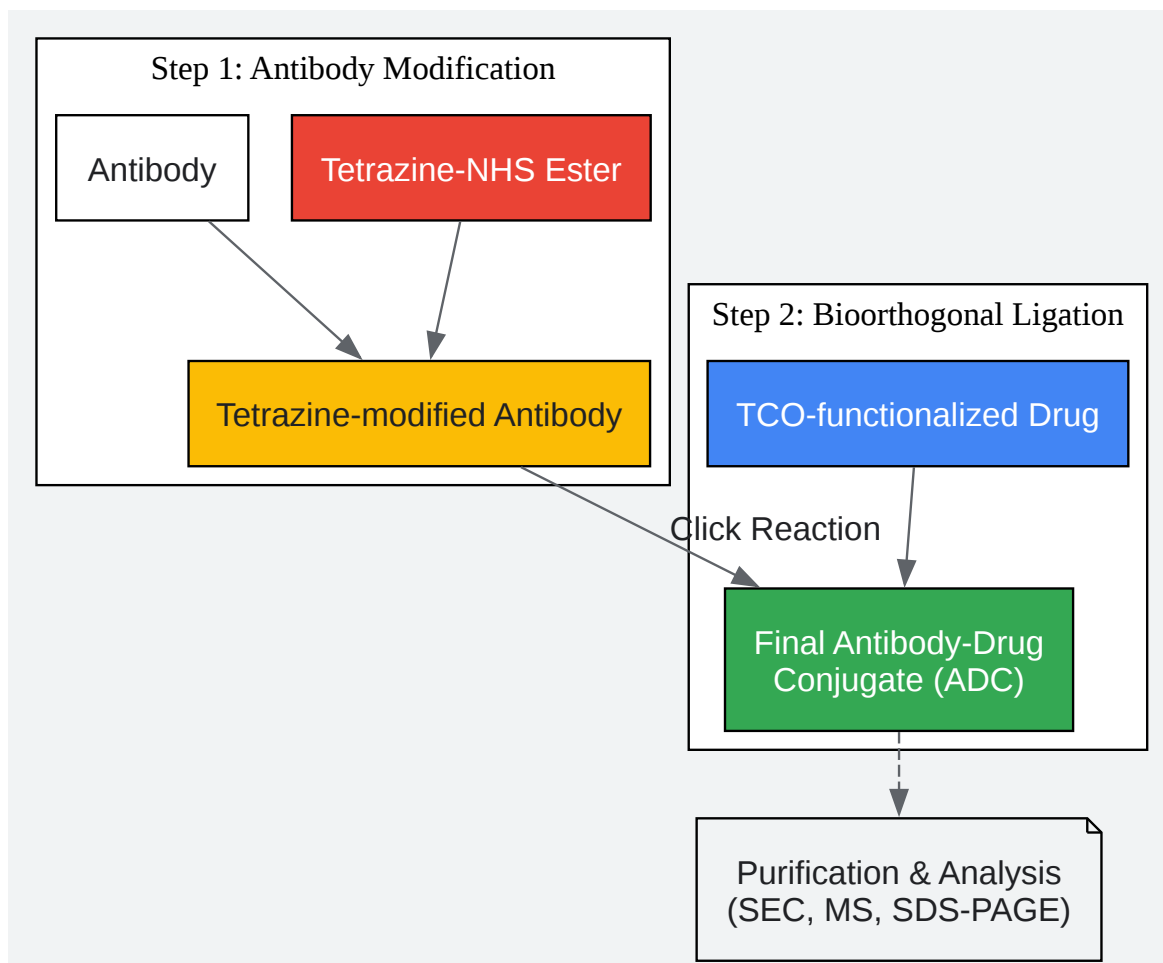 Step 1: Antibody Modification
Antibody
Tetrazine-NHS Ester
Tetrazine-modified Antibody
Step 2: Bioorthogonal Ligation
TCO-functionalized Drug
Click Reaction
Final Antibody-Drug
Conjugate (ADC)
Purification & Analysis
(SEC, MS, SDS-PAGE)